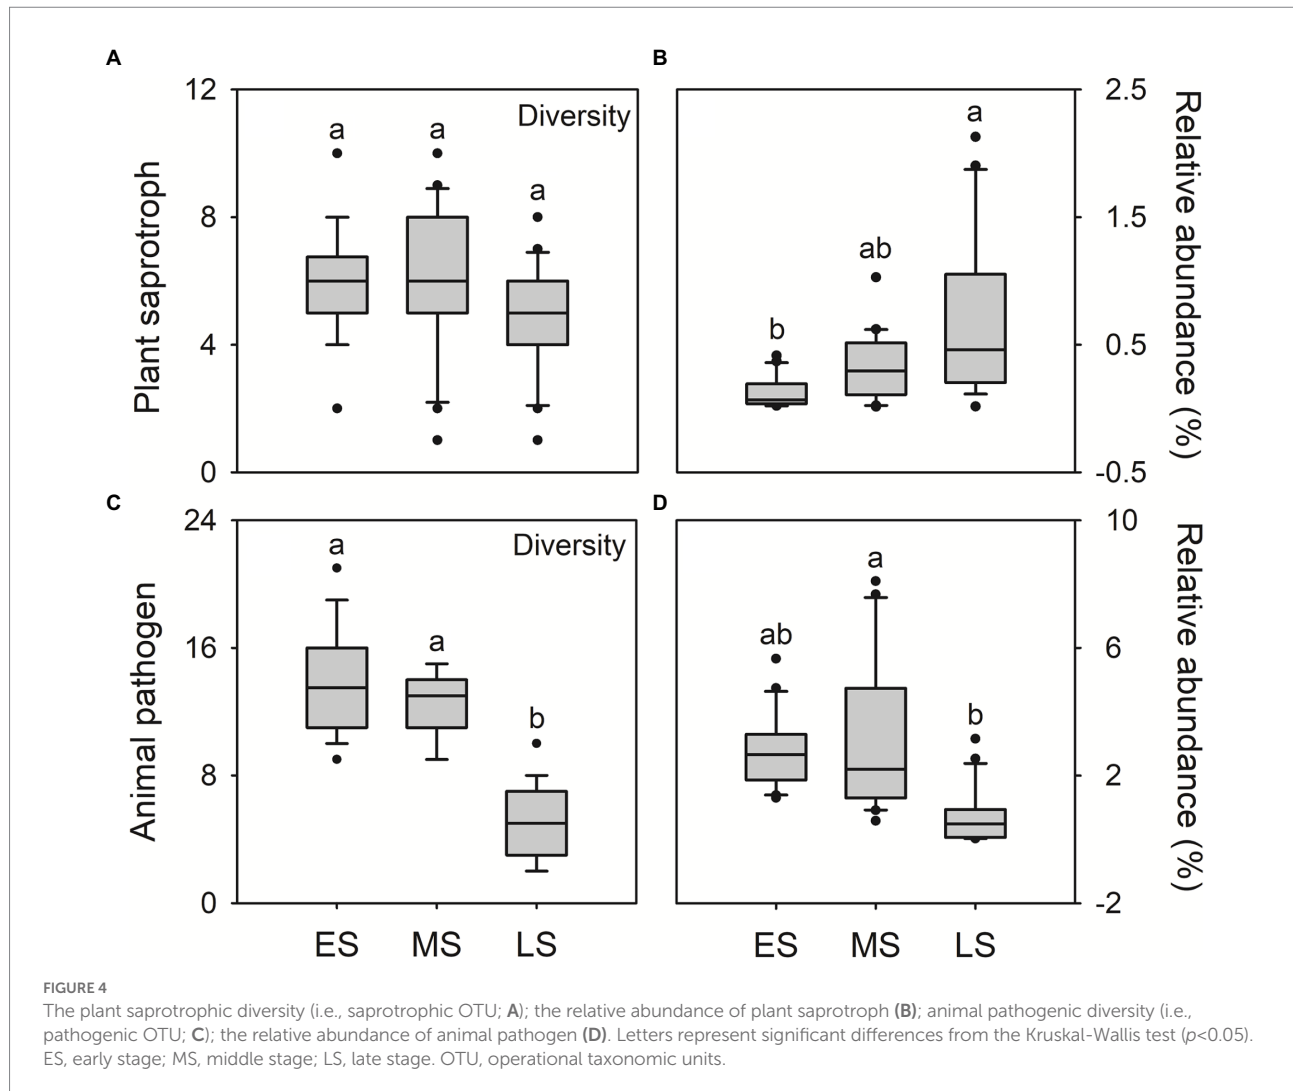 A
B
12
8
4
0
Plant saprotroph
Diversity
a
a
a
b
ab
a
2.5
1.5
0.5
-0.5
Relative abundance (%)
C
D
24
16
8
0
Animal pathogen
Diversity
a
a
b
ab
a
b
10
6
2
-2
Relative abundance (%)
ES MS LS
ES MS LS
FIGURE 4
The plant saprotrophic diversity (i.e., saprotrophic OTU; A); the relative abundance of plant saprotroph (B); animal pathogenic diversity (i.e.,
pathogenic OTU; C); the relative abundance of animal pathogen (D). Letters represent significant differences from the Kruskal-Wallis test (p<0.05).
ES, early stage; MS, middle stage; LS, late stage. OTU, operational taxonomic units.